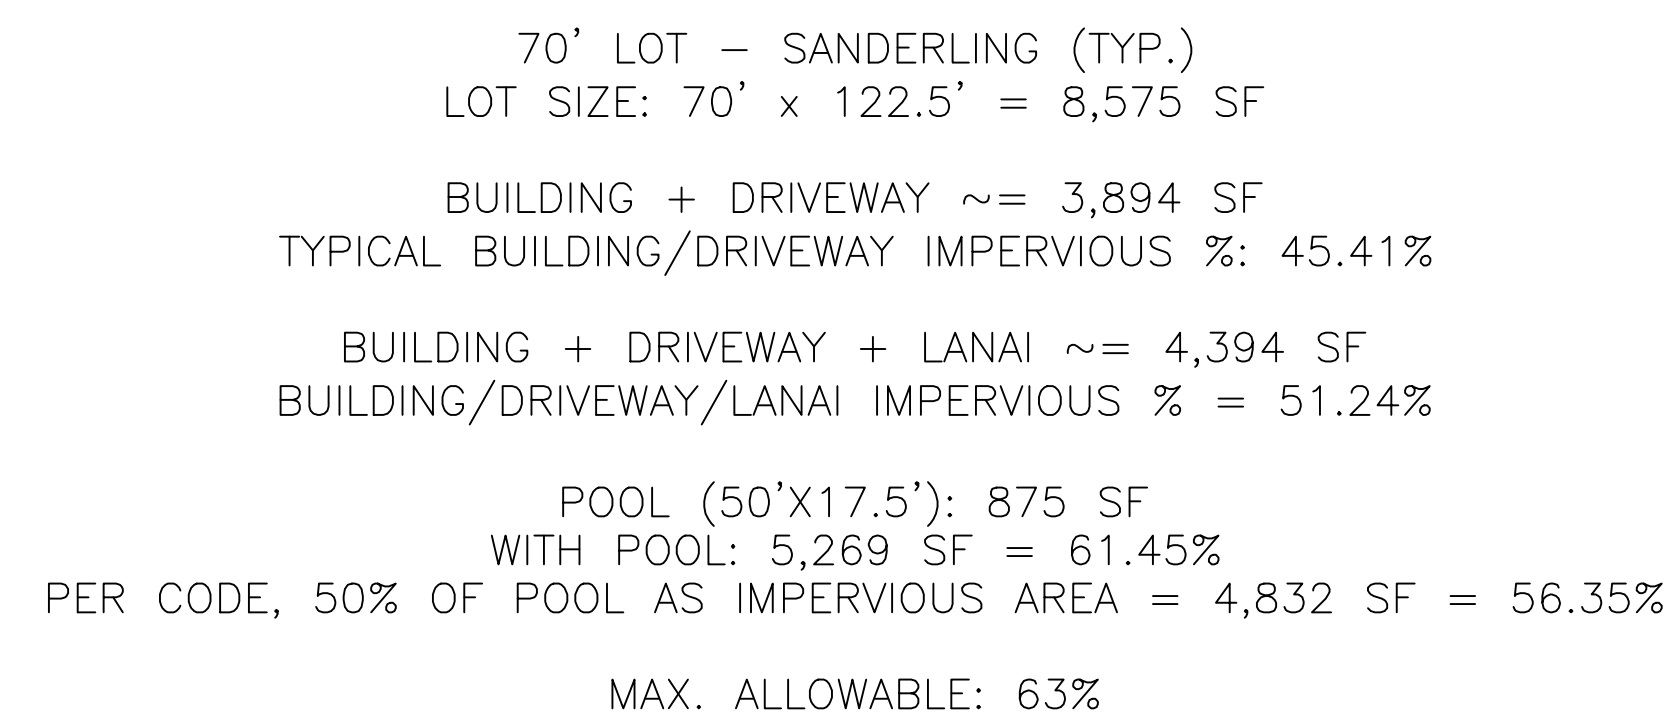 70' LOT – SANDERLING (TYP.)
LOT SIZE: 70' x 122.5' = 8,575 SF
BUILDING + DRIVEWAY ~= 3,894 SF
TYPICAL BUILDING/DRIVEWAY IMPERVIOUS %: 45.41%
BUILDING + DRIVEWAY + LANAI ~= 4,394 SF
BUILDING/DRIVEWAY/LANAI IMPERVIOUS % = 51.24%
POOL (50'X17.5'): 875 SF
WITH POOL: 5,269 SF = 61.45%
PER CODE, 50% OF POOL AS IMPERVIOUS AREA = 4,832 SF = 56.35%
MAX. ALLOWABLE: 63%